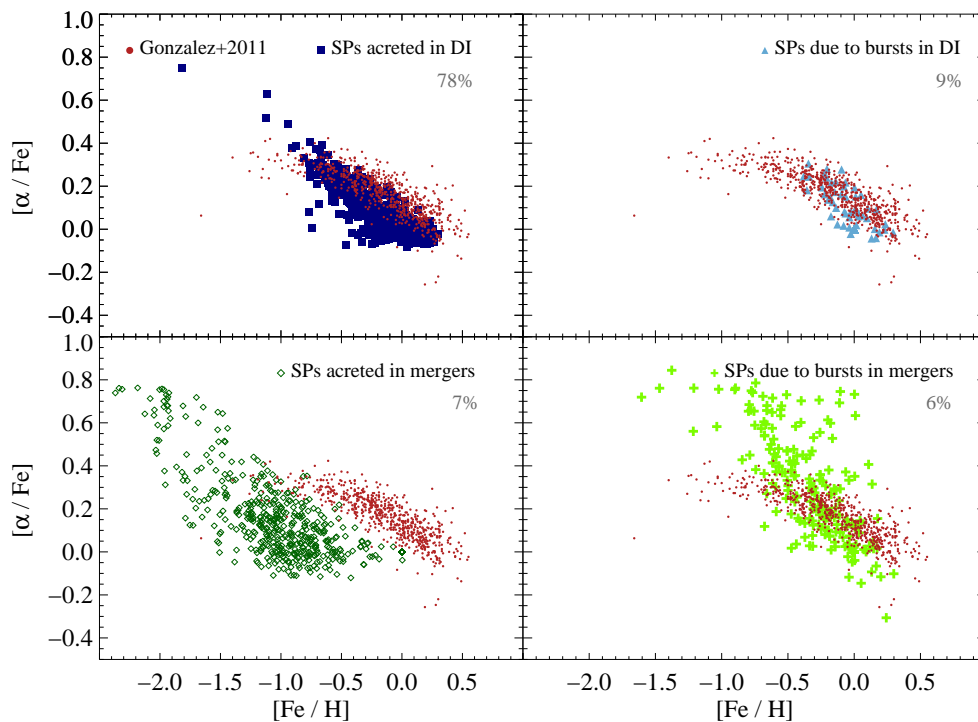 1.0
0.8
0.6
0.4
0.2
0.0
−0.2
−0.4
[α / Fe]
Gonzalez+2011
SPs acreted in DI
78%
SPs due to bursts in DI
9%
1.0
0.8
0.6
0.4
0.2
0.0
−0.2
−0.4
[α / Fe]
SPs acreted in mergers
7%
SPs due to bursts in mergers
6%
−2.0 −1.5 −1.0 −0.5 0.0 0.5
−2.0 −1.5 −1.0 −0.5 0.0 0.5
[Fe / H]
[Fe / H]